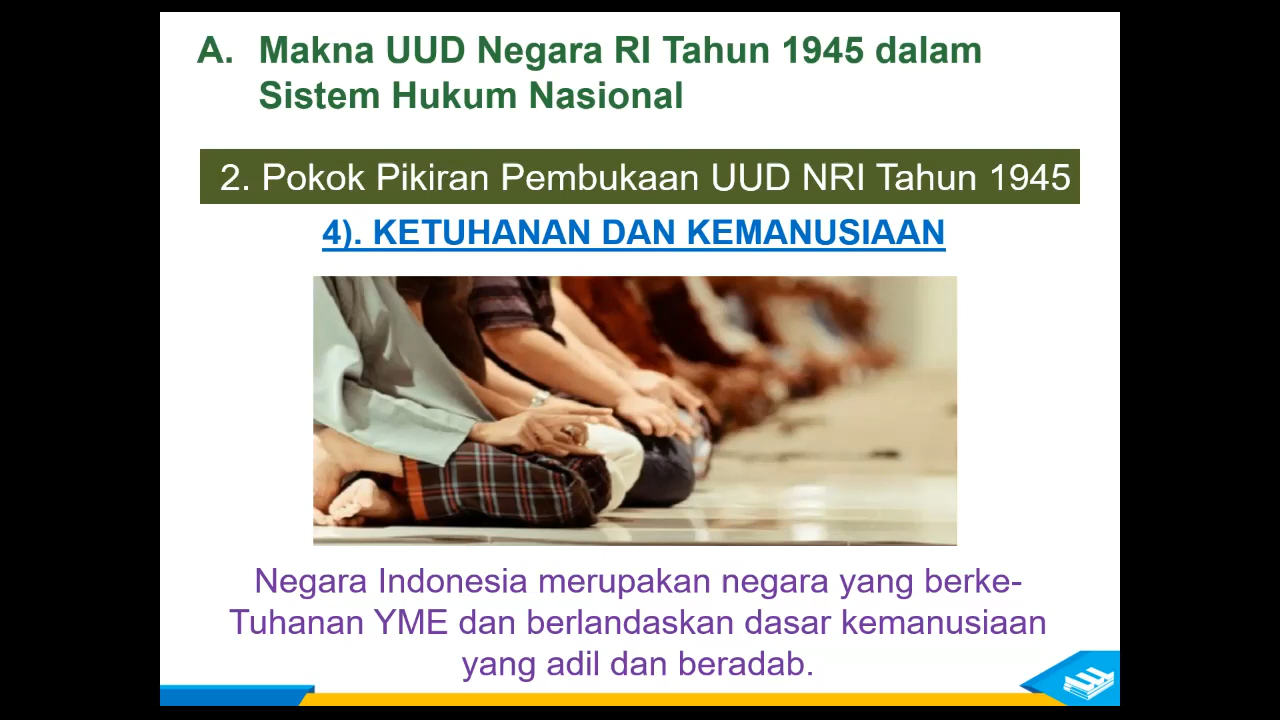 A. Makna UUD Negara RI Tahun 1945 dalam
Sistem Hukum Nasional
2. Pokok Pikiran Pembukaan UUD NRI Tahun 1945
4). KETUHANAN DAN KEMANUSIAAN
Negara Indonesia merupakan negara yang berke-
Tuhanan YME dan berlandaskan dasar kemanusiaan
yang adil dan beradab.